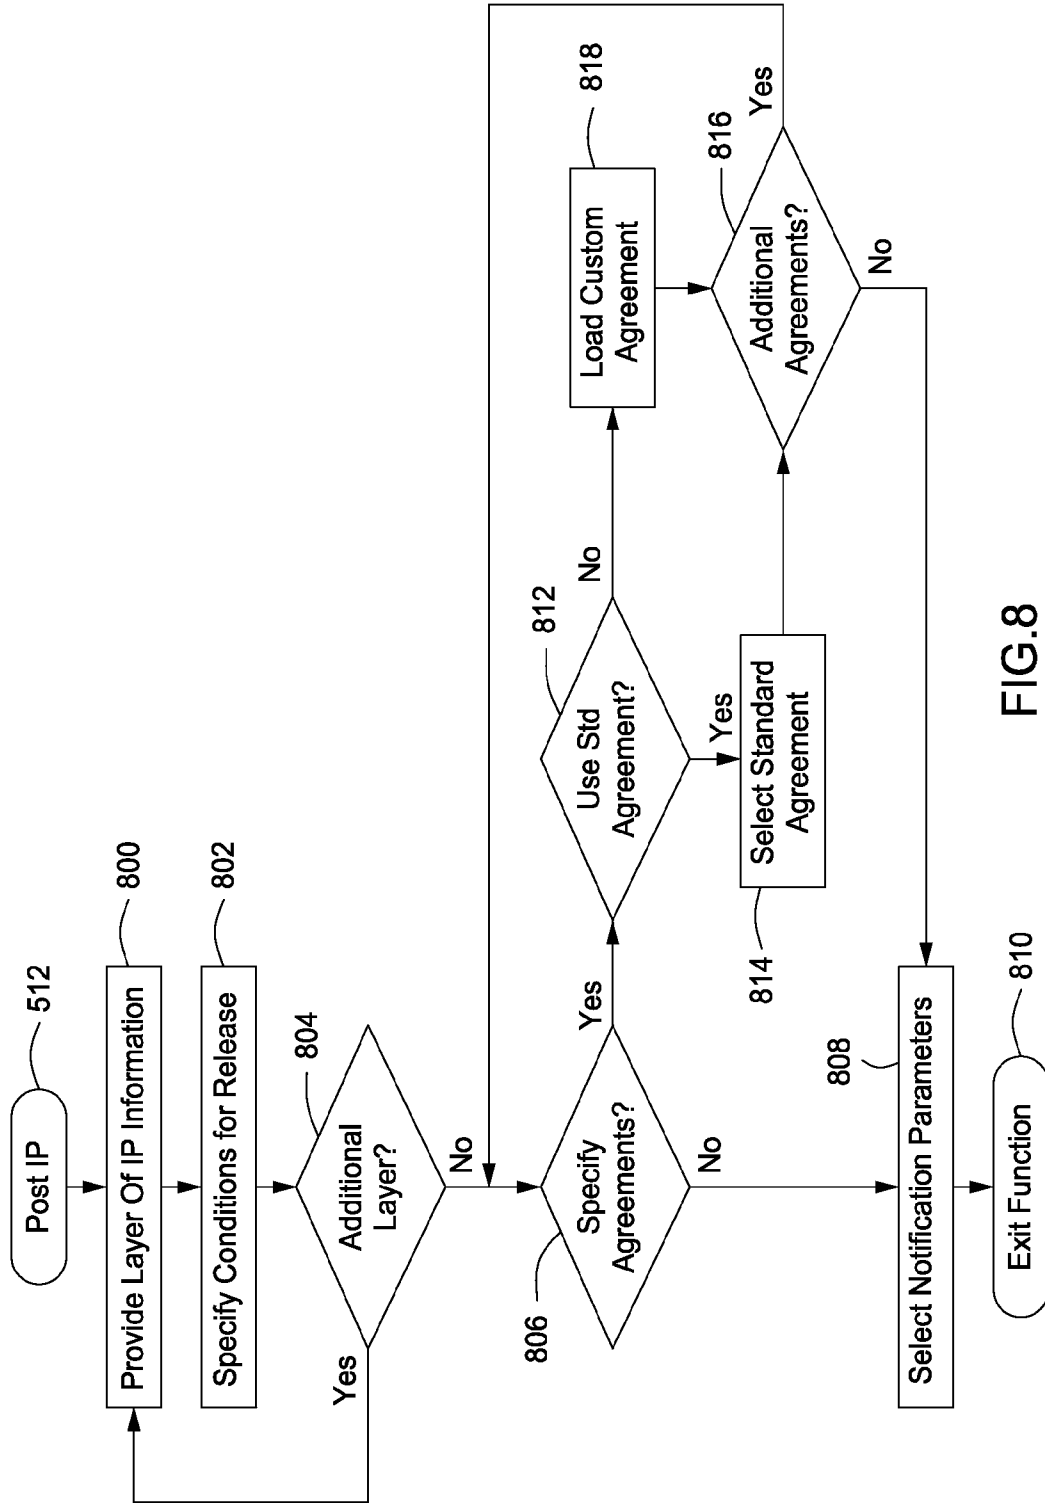 Post IP
512
Provide Layer Of IP Information
800
Specify Conditions for Release
802
Additional
Layer?
804
Yes
No
Specify
Agreements?
806
Yes
No
Use Std
Agreement?
812
No
Yes
Load Custom
Agreement
818
Select Standard
Agreement
814
Additional
Agreements?
816
Yes
No
Select Notification Parameters
808
Exit Function
810
FIG.8